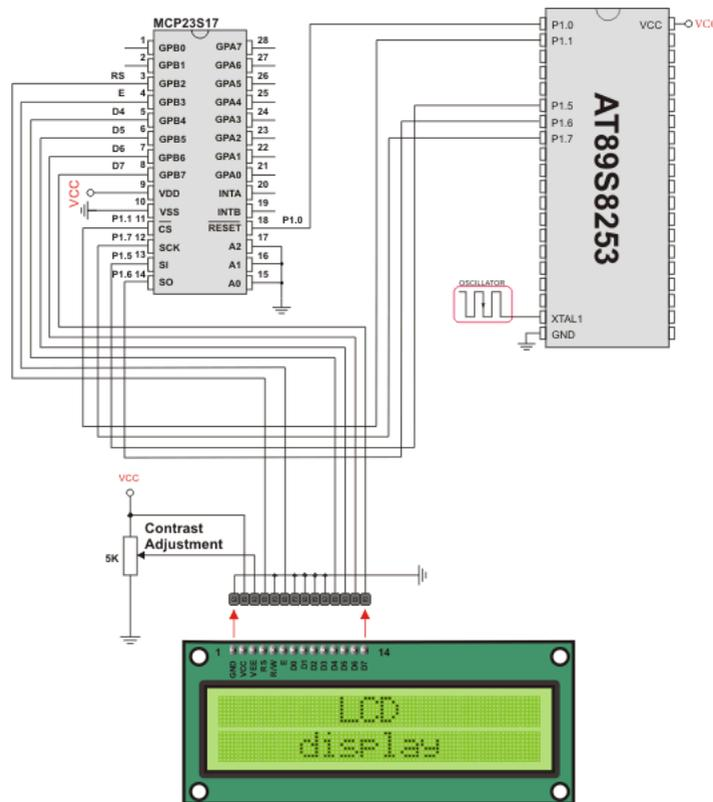 MCP23S17
1 GPB0 GPA7 28
2 GPB1 GPA6 27
RS 3 GPB2 GPA5 26
E 4 GPB3 GPA4 25
D4 5 GPB4 GPA3 24
D5 6 GPB5 GPA2 23
D6 7 GPB6 GPA1 22
D7 8 GPB7 GPA0 21
VCC 9 VDD INTA 20
10 VSS INTB 19
P1.1 11 CS RESET 18 P1.0
P1.7 12 SCK A2 17
P1.5 13 SI A1 16
P1.6 14 SO A0 15
P1.0 VCC VC
P1.1
P1.5
P1.6
P1.7
AT89S8253
OSCILLATOR
XTAL1
GND
VCC
Contrast
Adjustment
5K
1 14
GND VCC VEE RS R/W E D0 D1 D2 D3 D4 D5 D6 D7
LCD
display